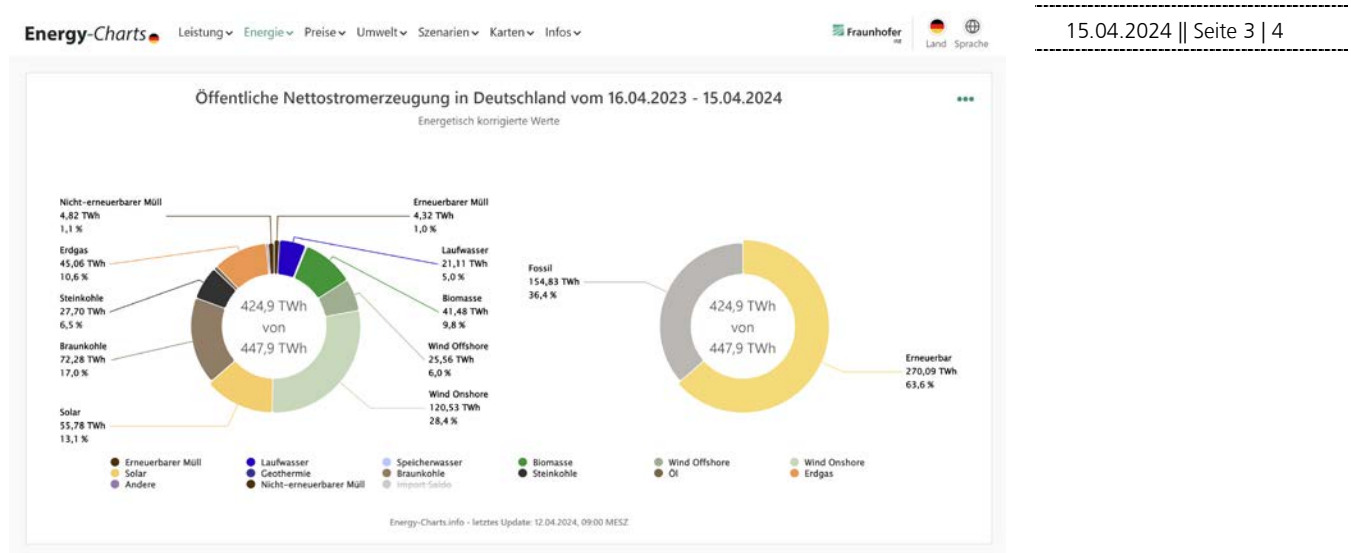 Energy-Charts
Leistung Energie Preise Umwelt Szenarien Karten Infos
Fraunhofer
ISE
Land Sprache
15.04.2024 || Seite 3 | 4
Öffentliche Nettostromerzeugung in Deutschland vom 16.04.2023 - 15.04.2024
Energetisch korrigierte Werte
Nicht-erneuerbarer Müll
4,82 TWh
1,1 %
Erdgas
45,06 TWh
10,6 %
Steinkohle
27,70 TWh
6,5 %
Braunkohle
72,28 TWh
17,0 %
Solar
55,78 TWh
13,1 %
424,9 TWh
von
447,9 TWh
Erneuerbarer Müll
4,32 TWh
1,0 %
Laufwasser
21,11 TWh
5,0 %
Biomasse
41,48 TWh
9,8 %
Wind Offshore
25,56 TWh
6,0 %
Wind Onshore
120,53 TWh
28,4 %
Fossil
154,83 TWh
36,4 %
424,9 TWh
von
447,9 TWh
Erneuerbar
270,09 TWh
63,6 %
Erneuerbarer Müll Laufwasser Speicherwasser Biomasse Wind Offshore Wind Onshore
Solar Geothermie Braunkohle Steinkohle Öl Erdgas
Andere Nicht-erneuerbarer Müll Import Saldo
Energy-Charts.info - letztes Update: 12.04.2024, 09:00 MESZ